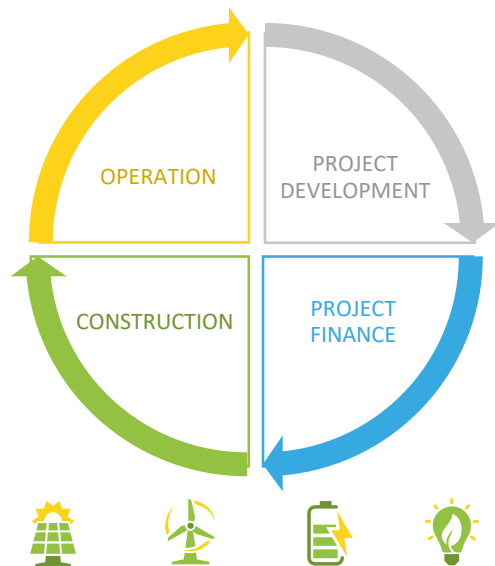 OPERATION
PROJECT
DEVELOPMENT
CONSTRUCTION
PROJECT
FINANCE